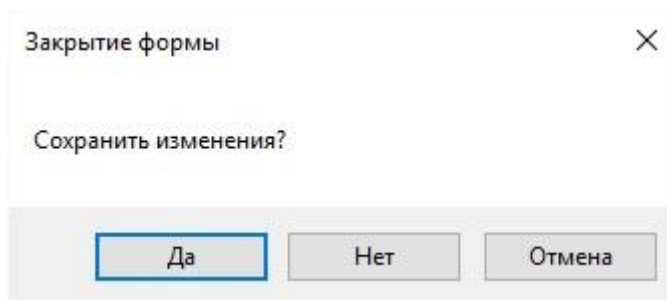 Закрытие формы
Сохранить изменения?
Да Нет Отмена